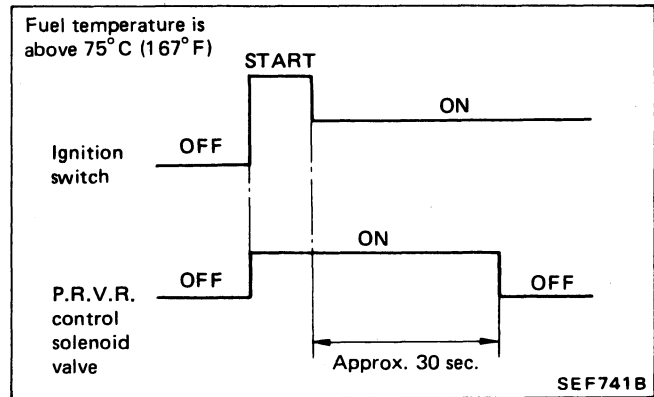 Fuel temperature is
above 75°C (167°F)
START
ON
OFF
Ignition
switch
ON
OFF
OFF
P.R.V.R.
control
solenoid
valve
Approx. 30 sec.
SEF741B